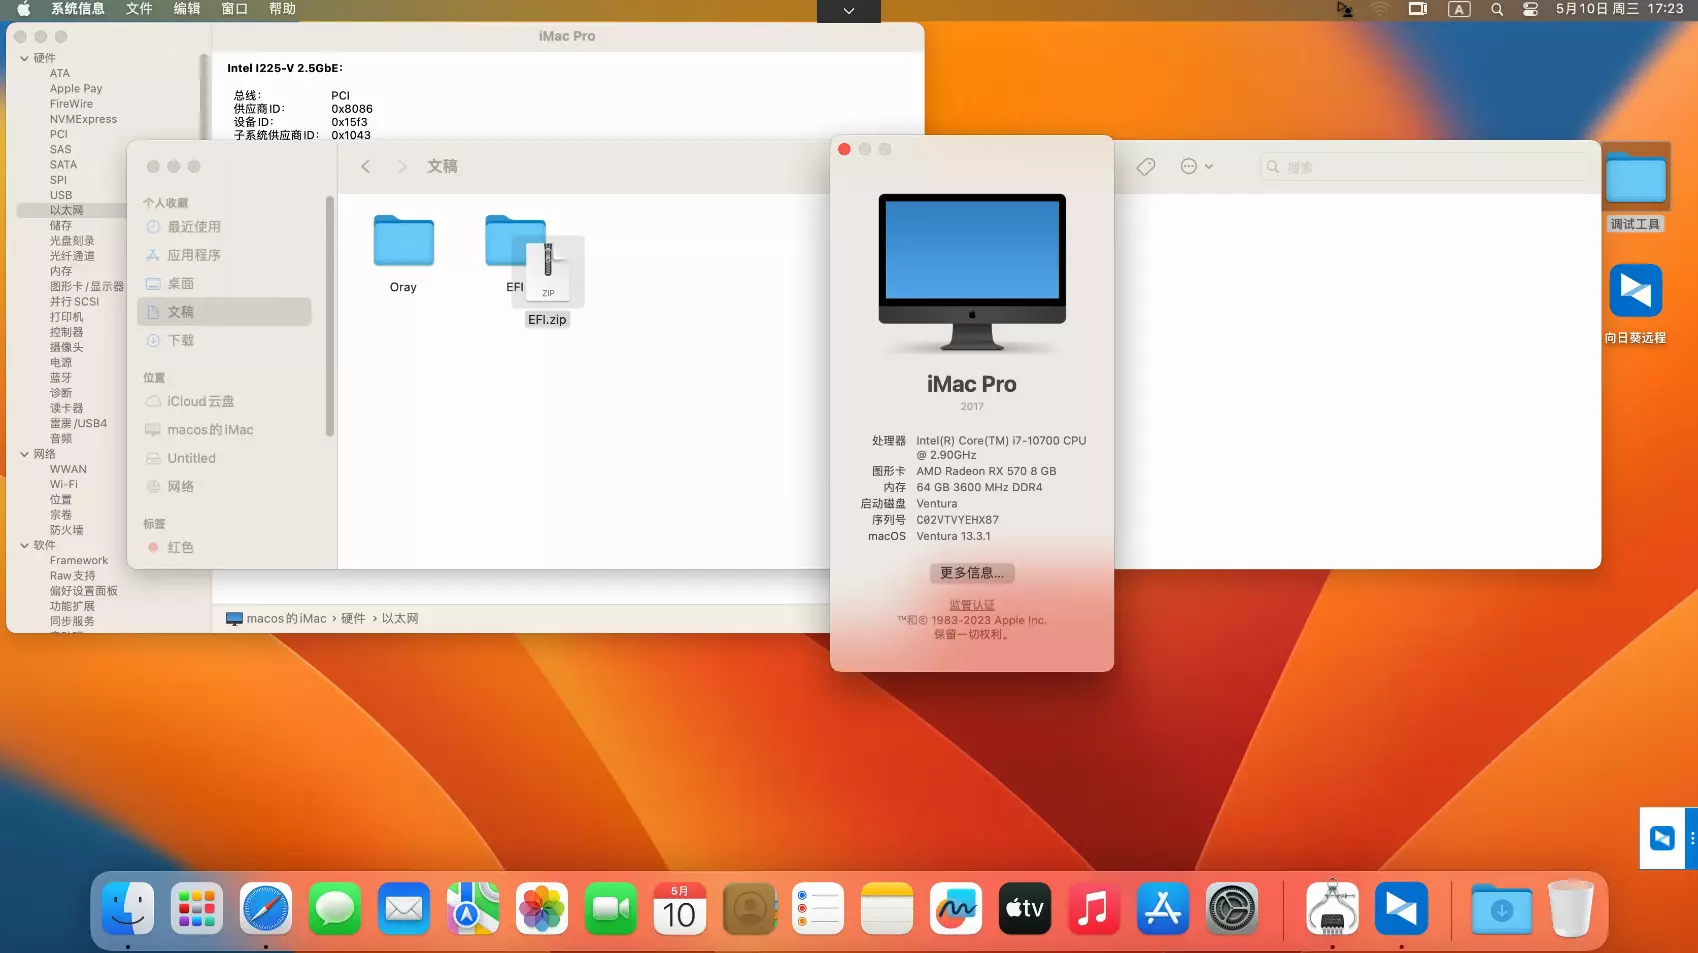 系统信息 文件 编辑 窗口 帮助
A
5月10日 周三 17:23
iMac Pro
硬件
ATA
Apple Pay
FireWire
NVMExpress
PCI
SAS
SATA
SPI
USB
以太网
储存
光盘刻录
光纤通道
内存
图形卡/显示器
并行SCSI
打印机
控制器
摄像头
电源
蓝牙
诊断
读卡器
雷雳/USB4
音频
网络
WWAN
Wi-Fi
位置
宗卷
防火墙
软件
Framework
Raw支持
偏好设置面板
功能扩展
同步服务
Intel I225-V 2.5GbE:
总线: PCI
供应商ID: 0x8086
设备ID: 0x15f3
子系统供应商ID: 0x1043
macos的iMac › 硬件 › 以太网
个人收藏
最近使用
应用程序
桌面
文稿
下载
位置
iCloud云盘
macos的iMac
Untitled
网络
标签
红色
文稿
搜索
Oray
EFI
ZIP
EFI.zip
iMac Pro
2017
处理器 Intel(R) Core(TM) i7-10700 CPU
@ 2.90GHz
图形卡 AMD Radeon RX 570 8 GB
内存 64 GB 3600 MHz DDR4
启动磁盘 Ventura
序列号 C02VTVYEHX87
macOS Ventura 13.3.1
更多信息...
监管认证
™和© 1983-2023 Apple Inc.
保留一切权利。
调试工具
向日葵远程
5月
10
tv